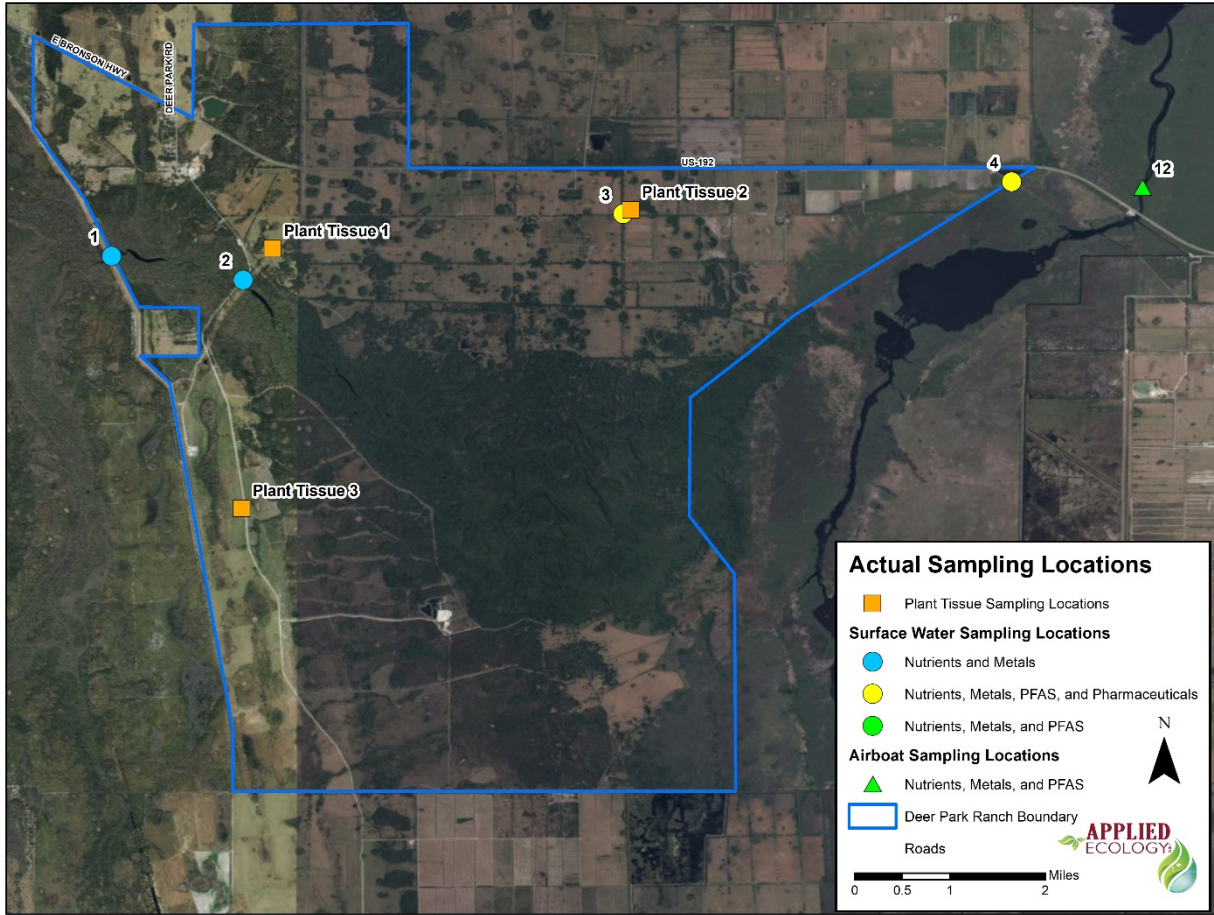 E BRONSON HWY
DEER PARK RD
US-192
4
12
3
Plant Tissue 2
1
Plant Tissue 1
2
Plant Tissue 3
Actual Sampling Locations
Plant Tissue Sampling Locations
Surface Water Sampling Locations
Nutrients and Metals
Nutrients, Metals, PFAS, and Pharmaceuticals
Nutrients, Metals, and PFAS
Airboat Sampling Locations
N
Nutrients, Metals, and PFAS
Deer Park Ranch Boundary
Roads
APPLIED
ECOLOGY
Miles
0 0.5 1 2